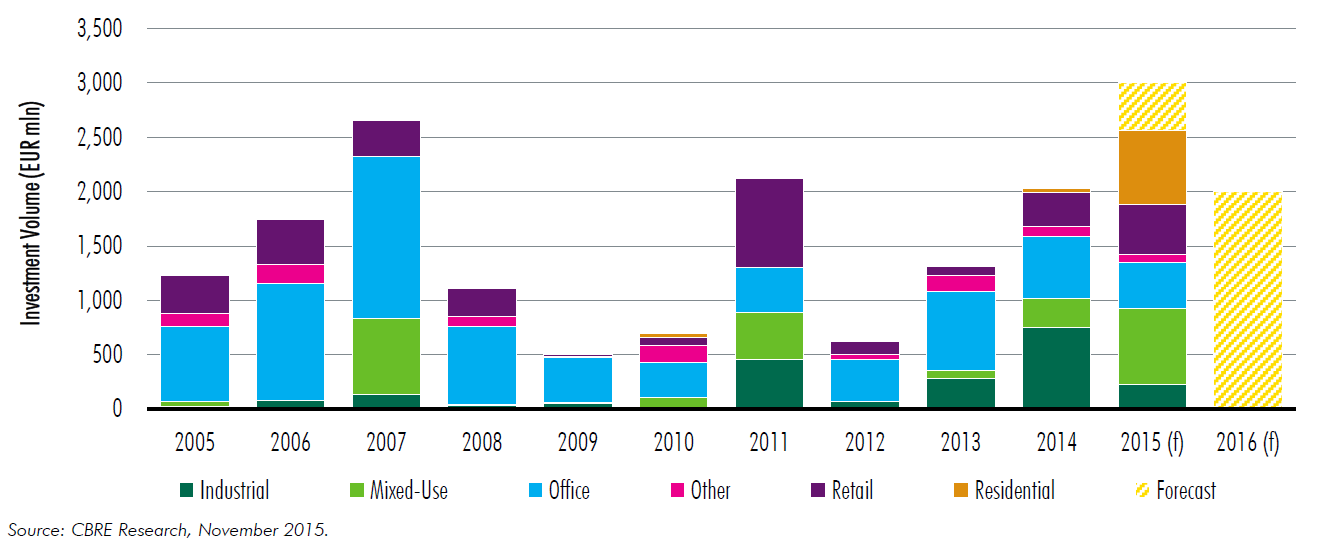 Investment Volume (EUR mln)
3,500
3,000
2,500
2,000
1,500
1,000
500
0
2005 2006 2007 2008 2009 2010 2011 2012 2013 2014 2015 (f) 2016 (f)
Industrial Mixed-Use Office Other Retail Residential Forecast
Source: CBRE Research, November 2015.